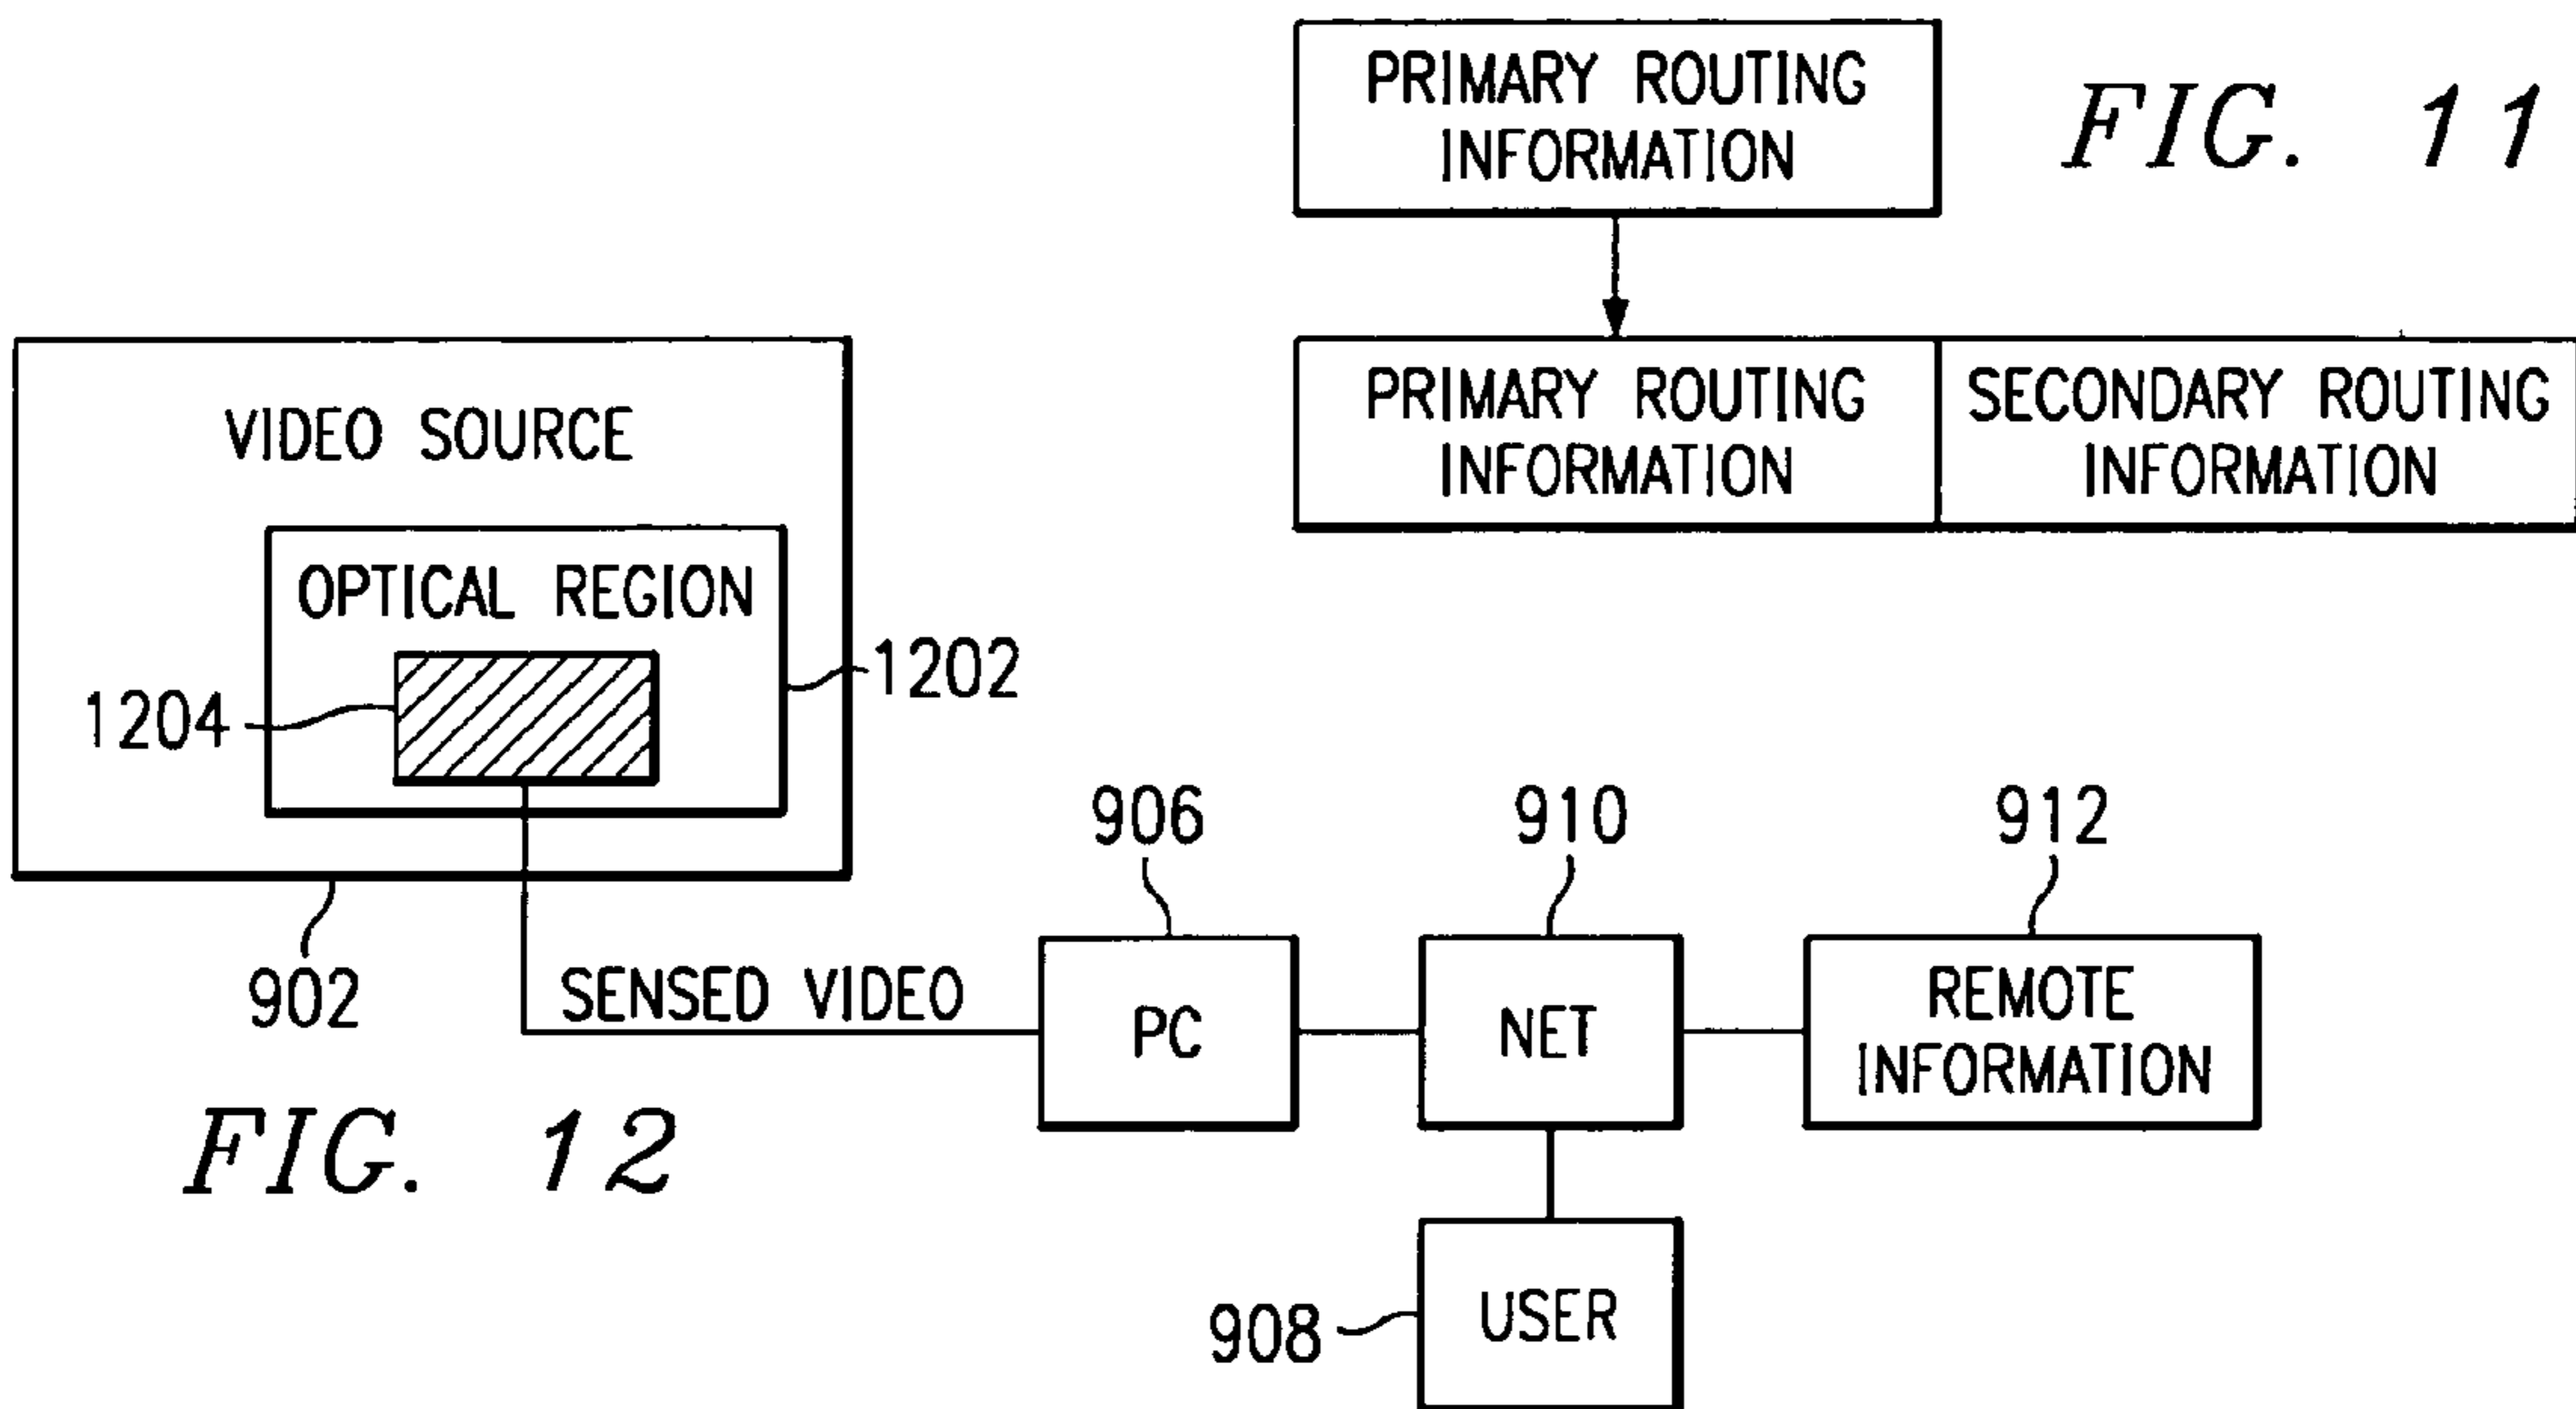 PRIMARY ROUTING
INFORMATION
FIG. 11
PRIMARY ROUTING
INFORMATION
SECONDARY ROUTING
INFORMATION
VIDEO SOURCE
OPTICAL REGION
1202
1204
902
SENSED VIDEO
906
PC
910
NET
912
REMOTE
INFORMATION
908
USER
FIG. 12